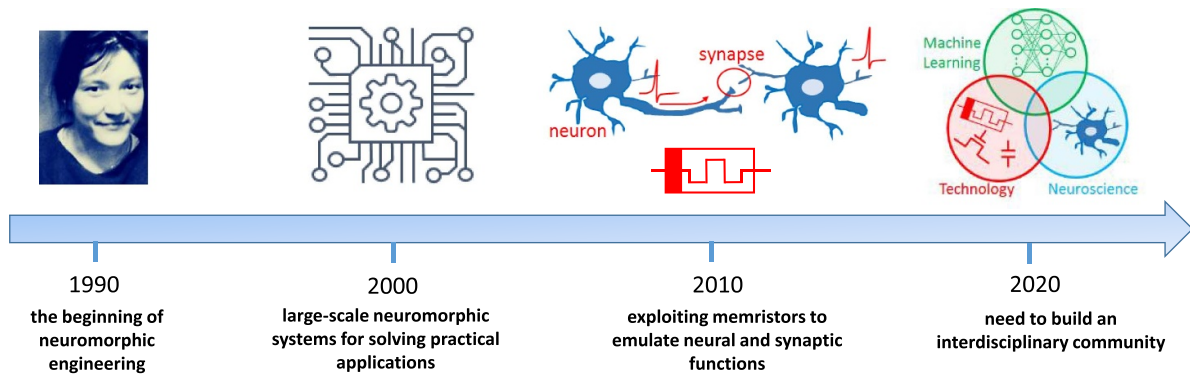 Machine
Learning
synapse
neuron
Technology
Neuroscience
1990
2000
2010
2020
the beginning of
neuromorphic
engineering
large-scale neuromorphic
systems for solving practical
applications
exploiting memristors to
emulate neural and synaptic
functions
need to build an
interdisciplinary community